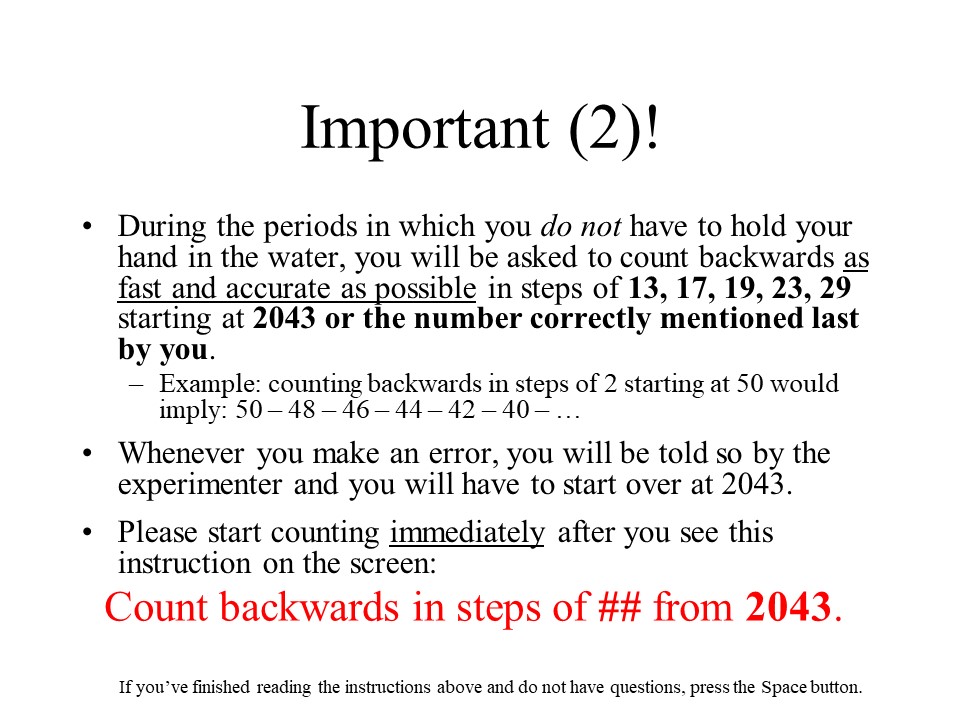 Important (2)!
• During the periods in which you do not have to hold your
hand in the water, you will be asked to count backwards as
fast and accurate as possible in steps of 13, 17, 19, 23, 29
starting at 2043 or the number correctly mentioned last
by you.
– Example: counting backwards in steps of 2 starting at 50 would
imply: 50 – 48 – 46 – 44 – 42 – 40 – …
• Whenever you make an error, you will be told so by the
experimenter and you will have to start over at 2043.
• Please start counting immediately after you see this
instruction on the screen:
Count backwards in steps of ## from 2043.
If you’ve finished reading the instructions above and do not have questions, press the Space button.